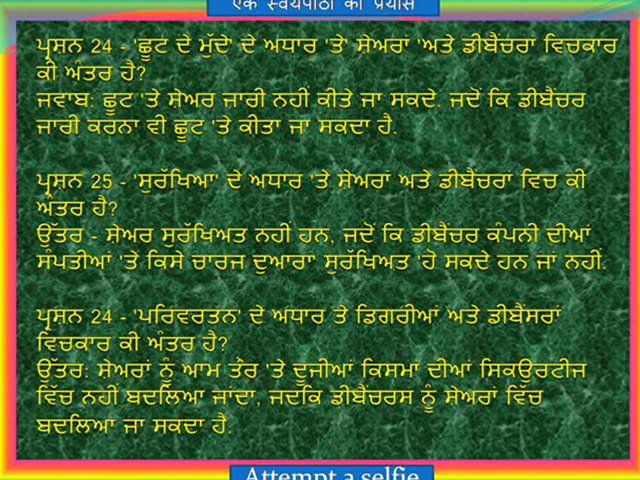 एक स्वयंपाठी का प्रयास
ਪ੍ਰਸ਼ਨ 24 - 'ਛੂਟ ਦੇ ਮੁੱਦੇ' ਦੇ ਅਧਾਰ 'ਤੇ' ਸ਼ੇਅਰਾਂ 'ਅਤੇ ਡੀਬੈਂਚਰਾਂ ਵਿਚਕਾਰ
ਕੀ ਅੰਤਰ ਹੈ?
ਜਵਾਬ: ਛੂਟ 'ਤੇ ਸ਼ੇਅਰ ਜਾਰੀ ਨਹੀਂ ਕੀਤੇ ਜਾ ਸਕਦੇ. ਜਦੋਂ ਕਿ ਡੀਬੈਂਚਰ
ਜਾਰੀ ਕਰਨਾ ਵੀ ਛੂਟ 'ਤੇ ਕੀਤਾ ਜਾ ਸਕਦਾ ਹੈ.
ਪ੍ਰਸ਼ਨ 25 - 'ਸੁਰੱਖਿਆ' ਦੇ ਅਧਾਰ 'ਤੇ ਸ਼ੇਅਰਾਂ ਅਤੇ ਡੀਬੈਂਚਰਾਂ ਵਿਚ ਕੀ
ਅੰਤਰ ਹੈ?
ਉੱਤਰ - ਸ਼ੇਅਰ ਸੁਰੱਖਿਅਤ ਨਹੀਂ ਹਨ, ਜਦੋਂ ਕਿ ਡੀਬੈਂਚਰ ਕੰਪਨੀ ਦੀਆਂ
ਸੰਪਤੀਆਂ 'ਤੇ ਕਿਸੇ ਚਾਰਜ ਦੁਆਰਾ' ਸੁਰੱਖਿਅਤ 'ਹੋ ਸਕਦੇ ਹਨ ਜਾਂ ਨਹੀਂ.
ਪ੍ਰਸ਼ਨ 24 - 'ਪਰਿਵਰਤਨ' ਦੇ ਅਧਾਰ ਤੇ ਡਿਗਰੀਆਂ ਅਤੇ ਡੀਬੈਂਸਰਾਂ
ਵਿਚਕਾਰ ਕੀ ਅੰਤਰ ਹੈ?
ਉੱਤਰ: ਸ਼ੇਅਰਾਂ ਨੂੰ ਆਮ ਤੌਰ 'ਤੇ ਦੂਜੀਆਂ ਕਿਸਮਾਂ ਦੀਆਂ ਸਿਕਉਰਟੀਜ
ਵਿੱਚ ਨਹੀਂ ਬਦਲਿਆ ਜਾਂਦਾ, ਜਦਕਿ ਡੀਬੈਂਚਰਸ ਨੂੰ ਸ਼ੇਅਰਾਂ ਵਿੱਚ
ਬਦਲਿਆ ਜਾ ਸਕਦਾ ਹੈ.
Attempt a selfie